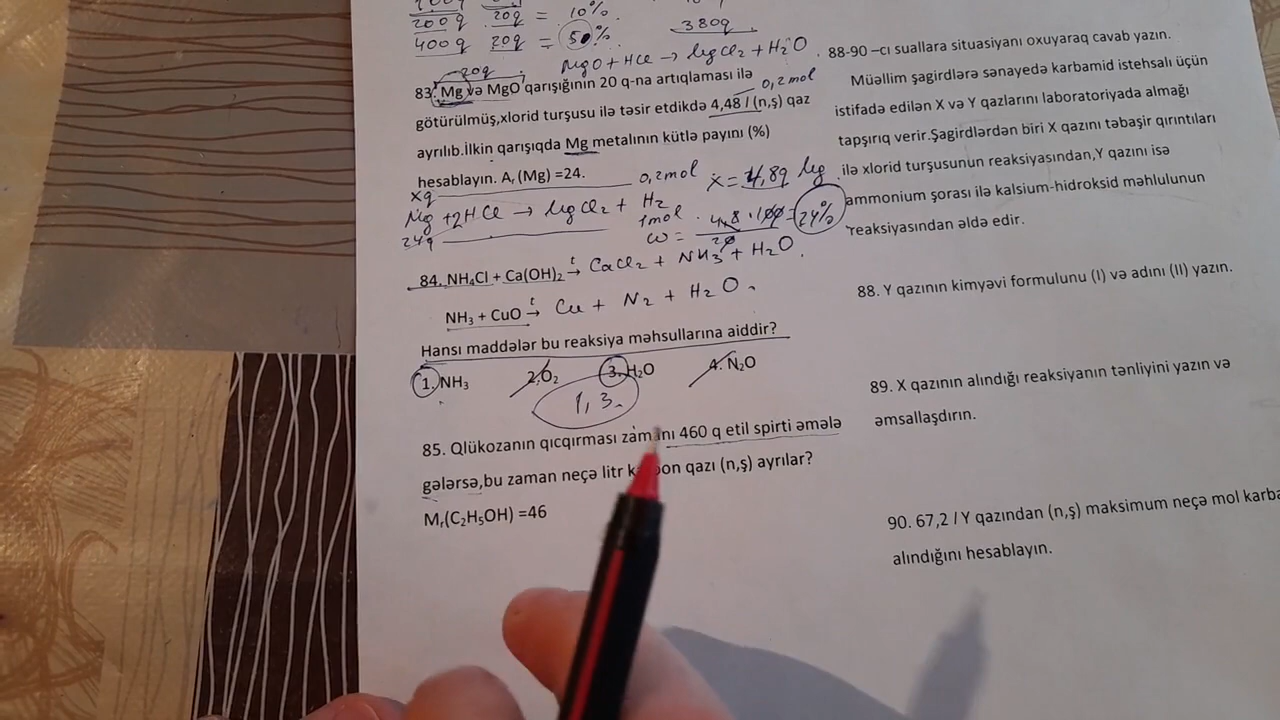 200q 20q = 10%
400q 20q = 50%
380q
MgO + HCl → MgCl2 + H2O
20q
83. Mg və MgO qarışığının 20 q-na artıqlaması ilə
0,2 mol
götürülmüş,xlorid turşusu ilə təsir etdikdə 4,48 l (n,ş) qaz
ayrılıb.İlkin qarışıqda Mg metalının kütlə payını (%)
hesablayın. Aᵣ (Mg) =24.
xq 0,2mol x = 4,8q Mg
Mg + 2HCl → MgCl2 + H2
24q 1mol
ω = 4,8 · 100 / 20 = 24%
84. NH₄Cl + Ca(OH)₂ →t CaCl2 + NH3 + H2O.
NH₃ + CuO →t Cu + N2 + H2O.
Hansı maddələr bu reaksiya məhsullarına aiddir?
1. NH₃ 2.O₂ 3. H₂O 4. N₂O
1, 3.
85. Qlükozanın qıcqırması zamanı 460 q etil spirti əmələ
gələrsə,bu zaman neçə litr qazı (n,ş) ayrılar?
Mᵣ(C₂H₅OH) =46
88-90 –cı suallara situasiyanı oxuyaraq cavab yazın.
Müəllim şagirdlərə sənayedə karbamid istehsalı üçün
istifadə edilən X və Y qazlarını laboratoriyada almağı
tapşırıq verir.Şagirdlərdən biri X qazını təbaşir qırıntıları
ilə xlorid turşusunun reaksiyasından,Y qazını isə
ammonium şorası ilə kalsium-hidroksid məhlulunun
reaksiyasından əldə edir.
88. Y qazının kimyəvi formulunu (I) və adını (II) yazın.
89. X qazının alındığı reaksiyanın tənliyini yazın və
əmsallaşdırın.
90. 67,2 l Y qazından (n,ş) maksimum neçə mol karba
alındığını hesablayın.